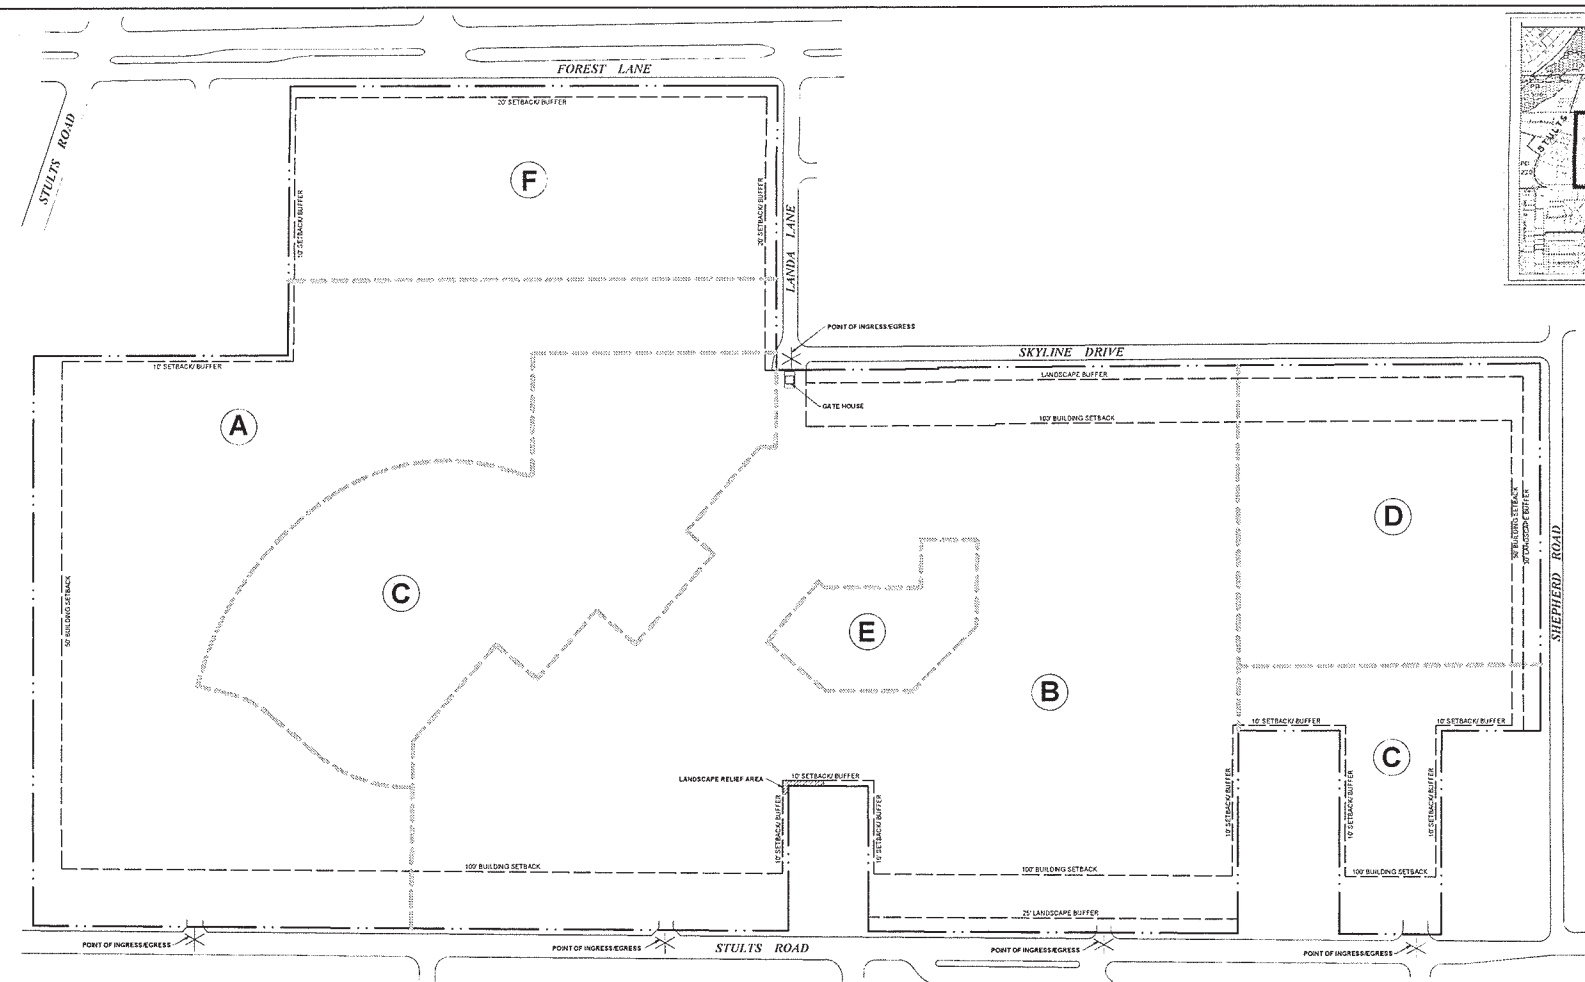 FOREST LANE
20' SETBACK/ BUFFER
STULTS ROAD
STULTS
F
10' SETBACK/BUFFER
20' SETBACK/ BUFFER
LANDA LANE
POINT OF INGRESS/EGRESS
SKYLINE DRIVE
10' SETBACK/ BUFFER
LANDSCAPE BUFFER
GATE HOUSE
100' BUILDING SETBACK
A
D
50' BUILDING SETBACK
LANDSCAPE BUFFER
SHEPHERD ROAD
50' BUILDING SETBACK
C
E
B
10' SETBACK/ BUFFER
10' SETBACK/ BUFFER
C
LANDSCAPE RELIEF AREA
10' SETBACK/ BUFFER
10' SETBACK/ BUFFER
10' SETBACK/ BUFFER
10' SETBACK/ BUFFER
10' SETBACK/ BUFFER
10' SETBACK/ BUFFER
100' BUILDING SETBACK
100' BUILDING SETBACK
100' BUILDING SETBACK
25' LANDSCAPE BUFFER
POINT OF INGRESS/EGRESS
POINT OF INGRESS/EGRESS
STULTS ROAD
POINT OF INGRESS/EGRESS
POINT OF INGRESS/EGRESS